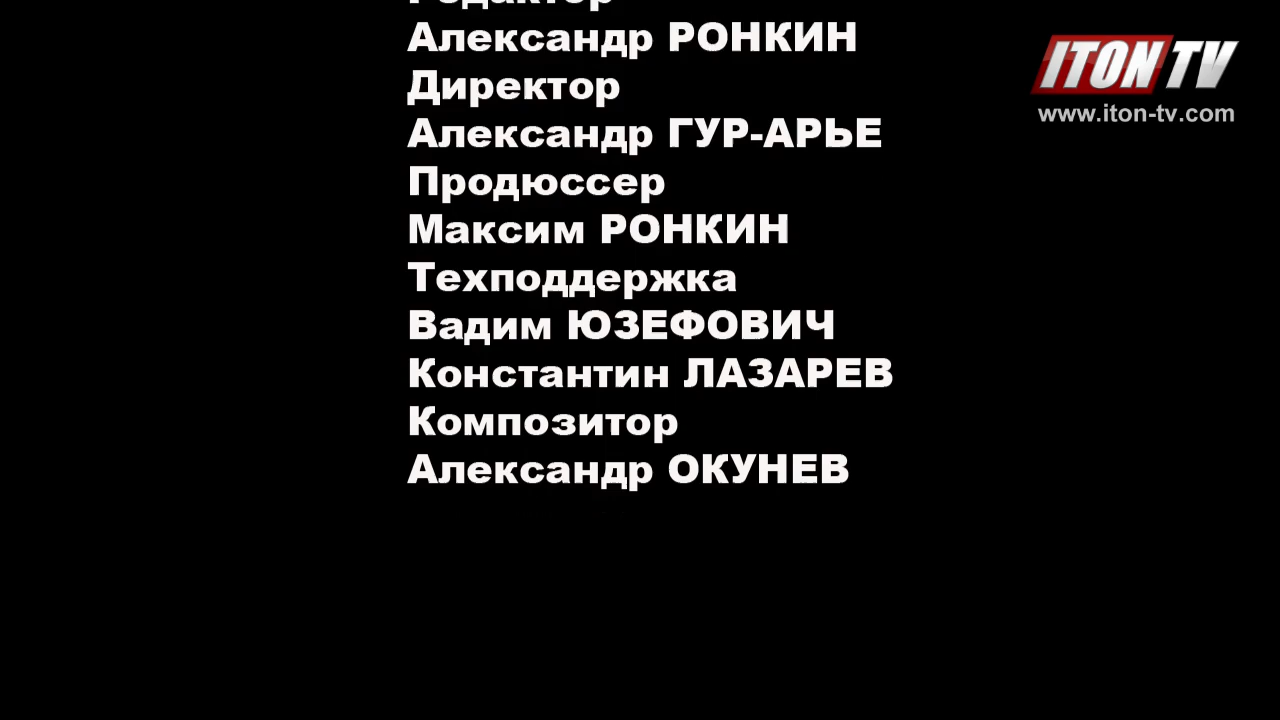 Редактор
Александр РОНКИН
Директор
Александр ГУР-АРЬЕ
Продюссер
Максим РОНКИН
Техподдержка
Вадим ЮЗЕФОВИЧ
Константин ЛАЗАРЕВ
Композитор
Александр ОКУНЕВ
ITON TV
www.iton-tv.com